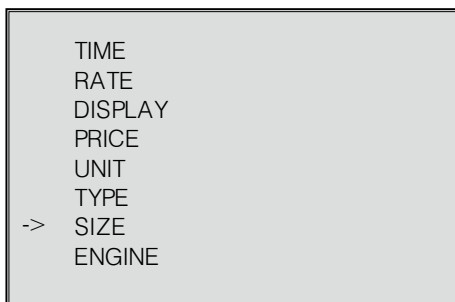 TIME
RATE
DISPLAY
PRICE
UNIT
TYPE
-> SIZE
ENGINE